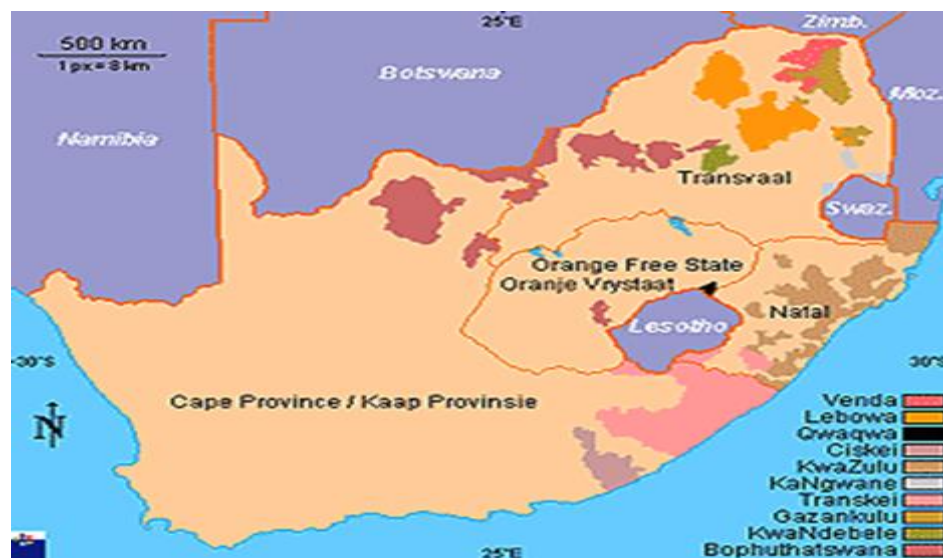 25°E
Zimb.
500 km
1 px = 8 km
Botswana
Moz.
Namibia
Transvaal
Swaz.
Orange Free State
Oranje Vrystaat
Natal
Lesotho
30°S
30°S
Cape Province / Kaap Provinsie
N
Venda
Lebowa
Qwaqwa
Ciskei
KwaZulu
KaNgwane
Transkei
Gazankulu
KwaNdebele
Bophuthatswana
25°E